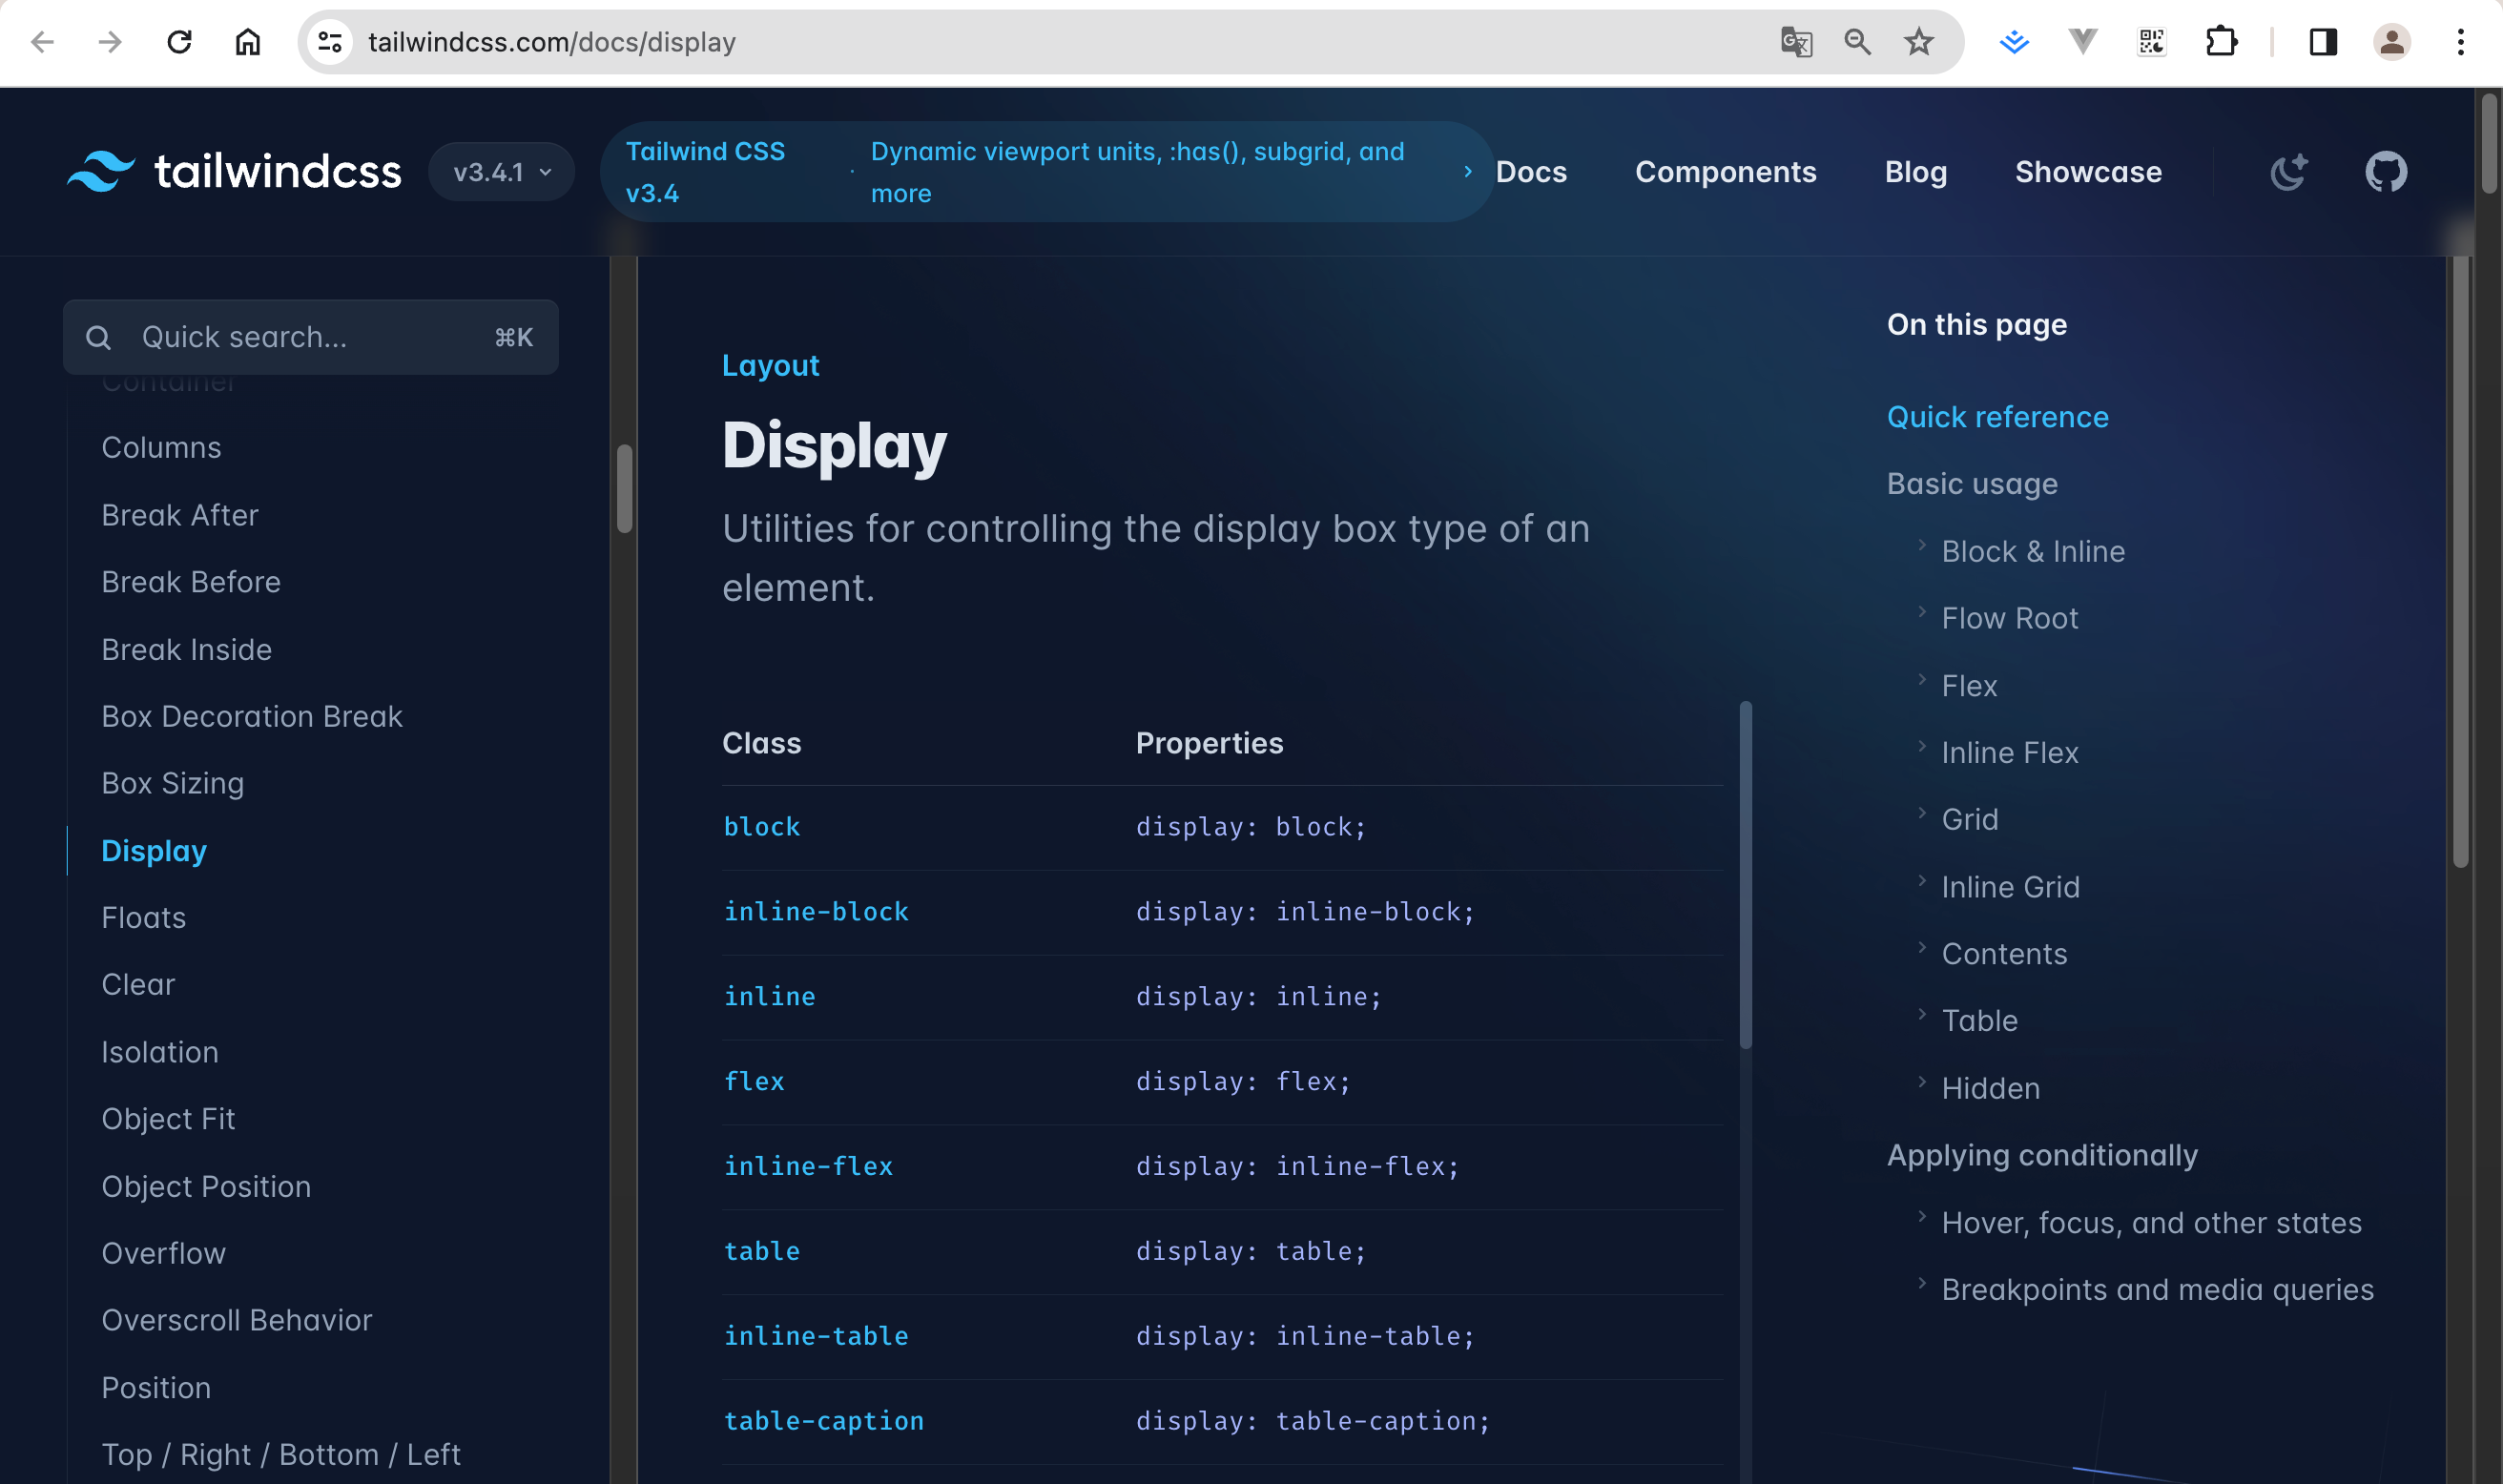 tailwindcss.com/docs/display
tailwindcss
v3.4.1
Tailwind CSS
v3.4
·
Dynamic viewport units, :has(), subgrid, and
more
Docs
Components
Blog
Showcase
Quick search...
⌘K
Container
Columns
Break After
Break Before
Break Inside
Box Decoration Break
Box Sizing
Display
Floats
Clear
Isolation
Object Fit
Object Position
Overflow
Overscroll Behavior
Position
Top / Right / Bottom / Left
Layout
Display
Utilities for controlling the display box type of an
element.
Class Properties
block display: block;
inline-block display: inline-block;
inline display: inline;
flex display: flex;
inline-flex display: inline-flex;
table display: table;
inline-table display: inline-table;
table-caption display: table-caption;
On this page
Quick reference
Basic usage
Block & Inline
Flow Root
Flex
Inline Flex
Grid
Inline Grid
Contents
Table
Hidden
Applying conditionally
Hover, focus, and other states
Breakpoints and media queries